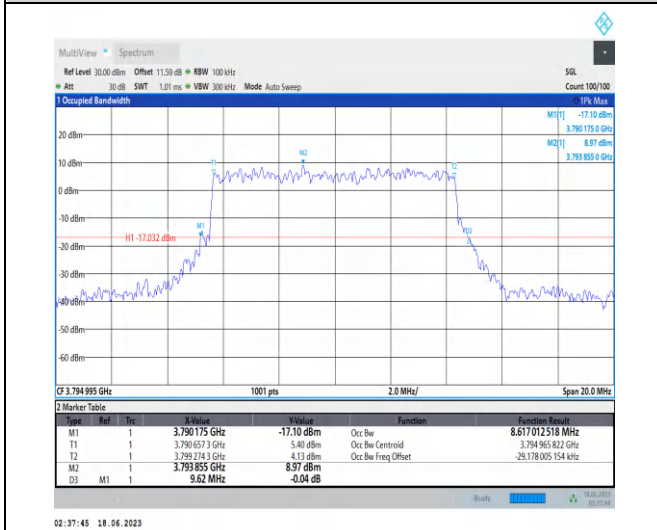 MultiView Spectrum
Ref Level 30.00 dBm Offset 11.59 dB RBW 100 kHz SGL
Att 30 dB SWT 1.01 ms VBW 300 kHz Mode Auto Sweep Count 100/100
1 Occupied Bandwidth 1Pk Max
M1[1] -17.10 dBm
3.790 175 0 GHz
M2[1] 8.97 dBm
3.793 855 0 GHz
20 dBm
M2
T1
T2
10 dBm
0 dBm
-10 dBm
M1
D3
H1 -17.032 dBm
-20 dBm
-30 dBm
-40 dBm
-50 dBm
-60 dBm
CF 3.794 995 GHz 1001 pts 2.0 MHz/ Span 20.0 MHz
2 Marker Table
Type Ref Trc X-Value Y-Value Function Function Result
M1 1 3.790 175 GHz -17.10 dBm Occ Bw 8.617 012 518 MHz
T1 1 3.790 657 3 GHz 5.40 dBm Occ Bw Centroid 3.794 965 822 GHz
T2 1 3.799 274 3 GHz 4.13 dBm Occ Bw Freq Offset -29.178 005 154 kHz
M2 1 3.793 855 GHz 8.97 dBm
D3 M1 1 9.62 MHz -0.04 dB
Ready 18.06.2023
02:37:44
02:37:45 18.06.2023